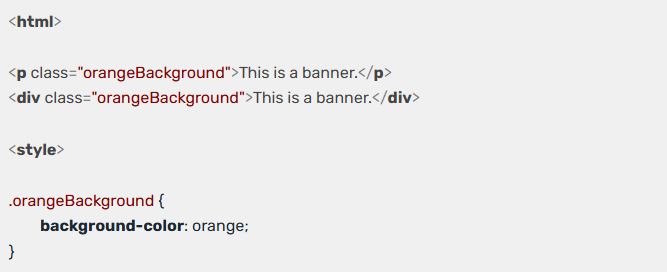 <html>
<p class="orangeBackground">This is a banner.</p>
<div class="orangeBackground">This is a banner.</div>
<style>
.orangeBackground {
background-color: orange;
}